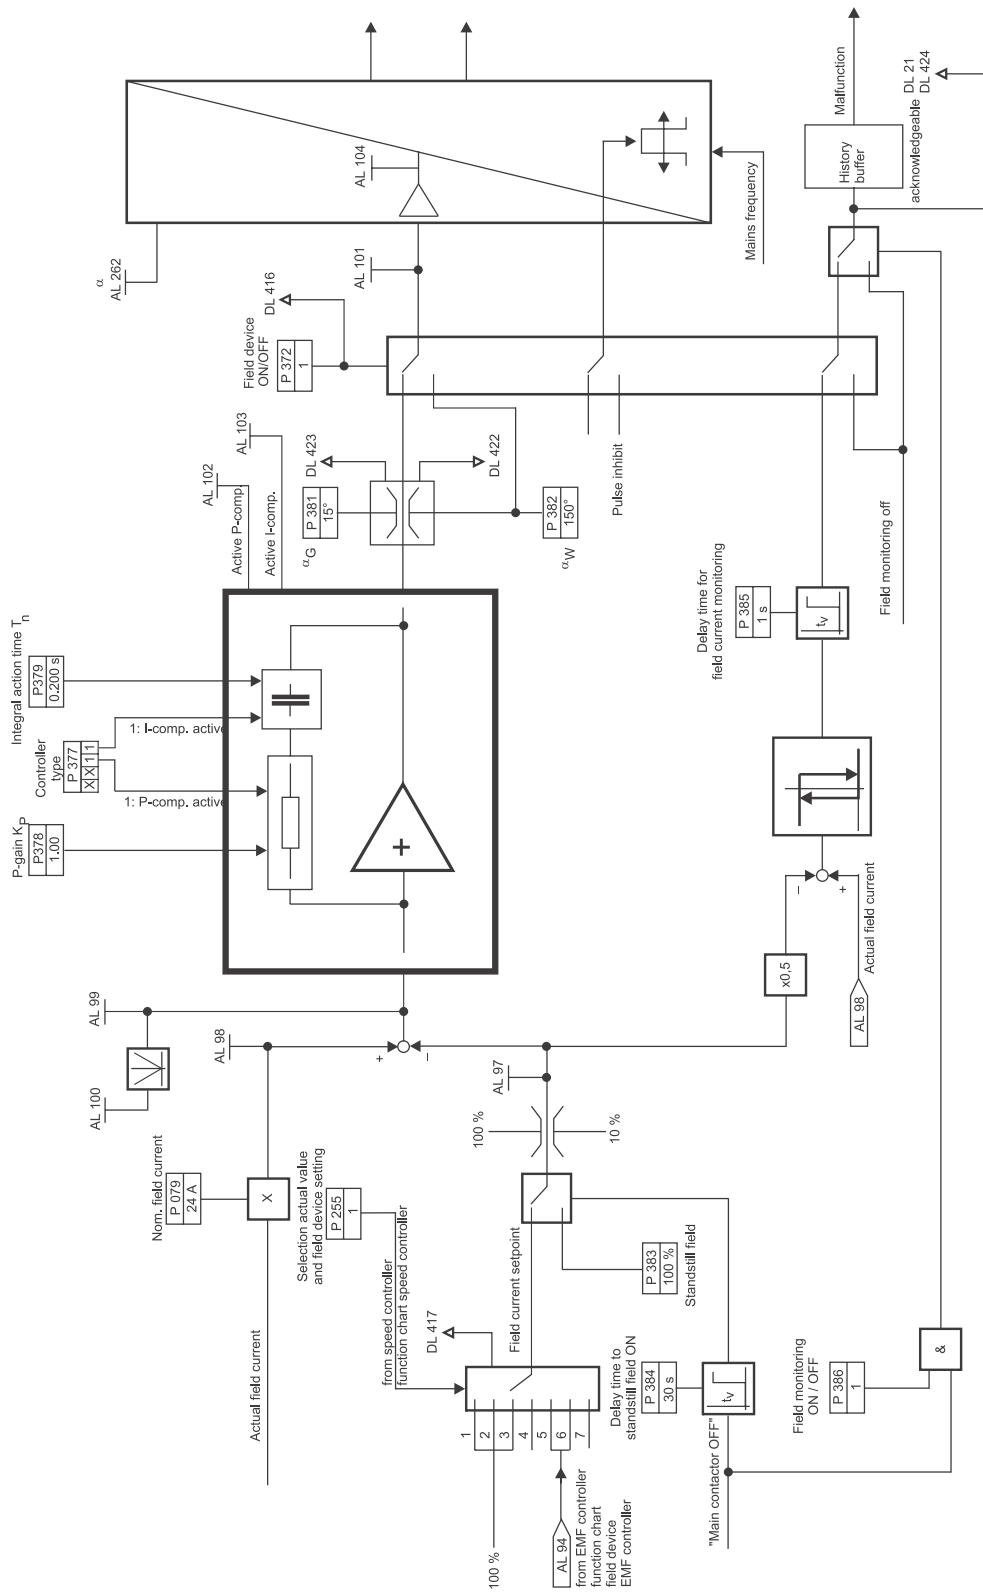 Integral action time Tn
P379
0.200 s
Controller
type
P 377
X X 1 1
P-gain KP
P378
1.00
1: I-comp. active
1: P-comp. active
+
Active P-comp.
AL 102
Active I-comp.
AL 103
AL 99
AL 100
AL 98
+
–
Nom. field current
P 079
24 A
X
Actual field current
Selection actual value
and field device setting
P 255
1
from speed controller
function chart speed controller
DL 417
1
2
3
4
5
6
7
100 %
AL 94
from EMF controller
function chart
field device
EMF controller
Field current setpoint
100 %
10 %
AL 97
P 383
100 %
Standstill field
Delay time to
standstill field ON
P 384
30 s
tv
"Main contactor OFF"
Field monitoring
ON / OFF
P 386
1
&
x0,5
–
+
AL 98
Actual field current
Delay time for
field current monitoring
P 385
1 s
tv
Field monitoring off
αG
P 381
15°
DL 423
DL 422
P 382
150°
αW
Pulse inhibit
Field device
ON/OFF
P 372
1
DL 416
AL 101
α
AL 262
AL 104
Mains frequency
History
buffer
Malfunction
acknowledgeable
DL 21
DL 424